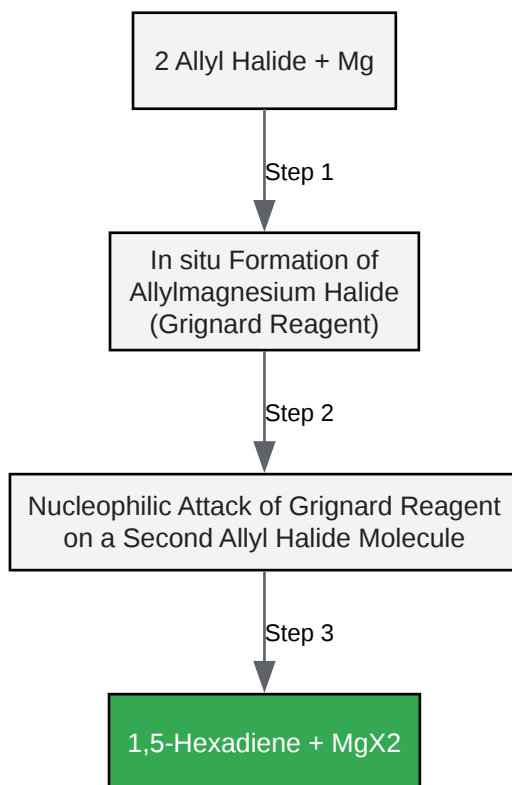 2 Allyl Halide + Mg
Step 1
In situ Formation of
Allylmagnesium Halide
(Grignard Reagent)
Step 2
Nucleophilic Attack of Grignard Reagent
on a Second Allyl Halide Molecule
Step 3
1,5-Hexadiene + MgX2